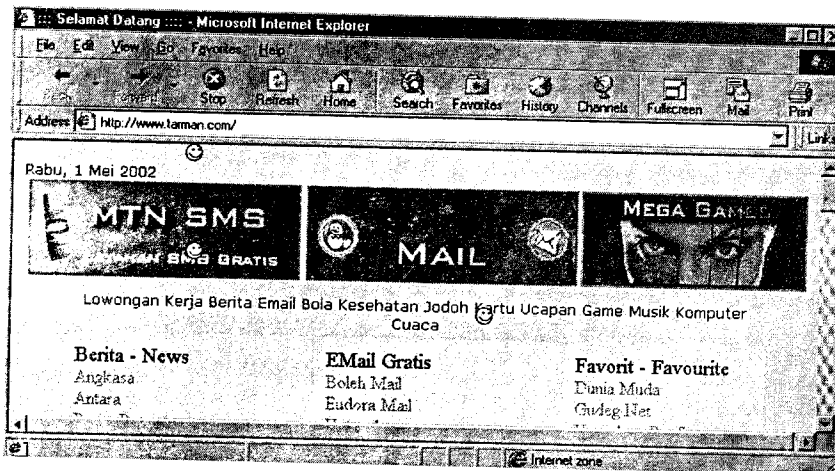 ::: Selamat Datang :::: - Microsoft Internet Explorer
File Edit View Go Favorites Help
Stop Refresh Home Search Favorites History Channels Fullscreen Mail Print
Address http://www.tarman.com/ Links
Rabu, 1 Mei 2002
MTN SMS
SMS GRATIS
MAIL
MEGA GAMES
Lowongan Kerja Berita Email Bola Kesehatan Jodoh Kartu Ucapan Game Musik Komputer
Cuaca
Berita - News
Angkasa
Antara
EMail Gratis
Boleh Mail
Eudora Mail
Favorit - Favourite
Dunia Muda
Gudeg Net
Internet zone